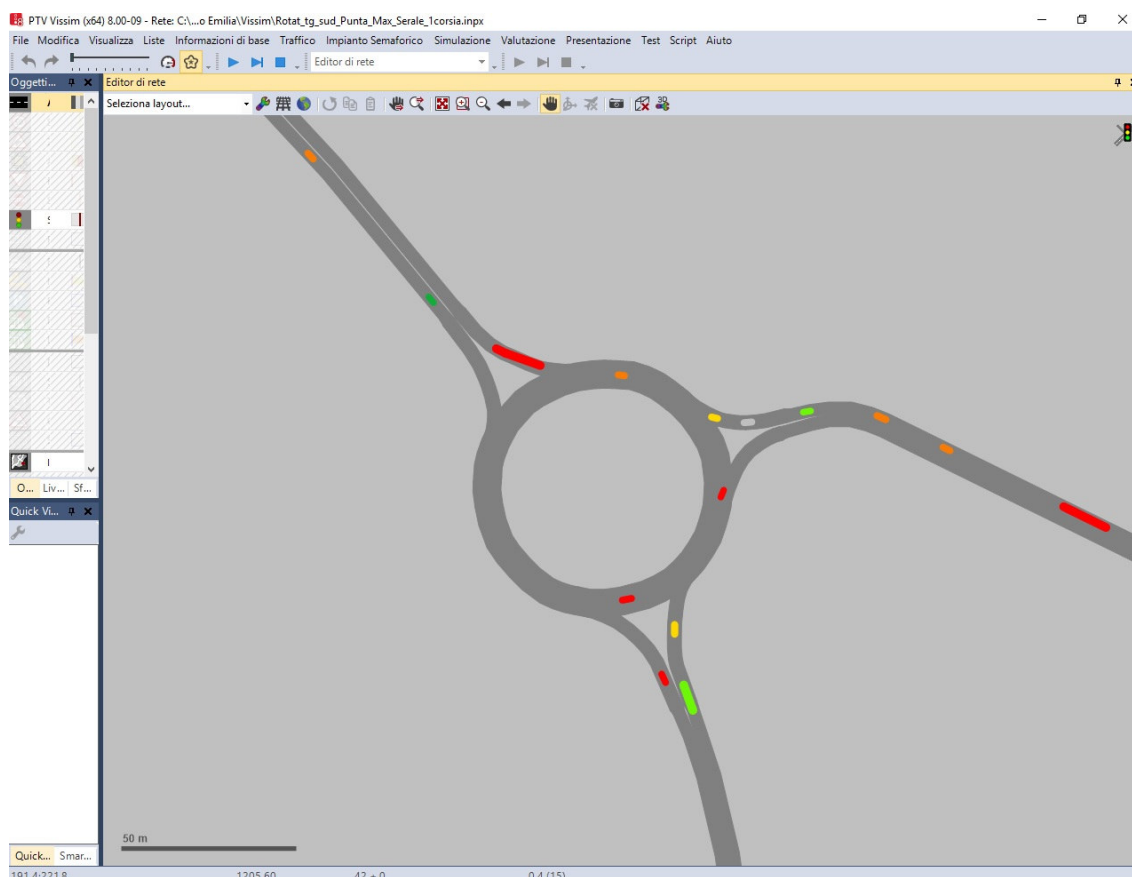 PTV Vissim (x64) 8.00-09 - Rete: C:\...o Emilia\Vissim\Rotat_tg_sud_Punta_Max_Serale_1corsia.inpx
File Modifica Visualizza Liste Informazioni di base Traffico Impianto Semaforico Simulazione Valutazione Presentazione Test Script Aiuto
Editor di rete
Oggetti... Editor di rete
Seleziona layout...
O... Liv... Sf...
Quick Vi...
50 m
Quick... Smar...
191.4:221.8 1205.60 42 + 0 0.4 (15)